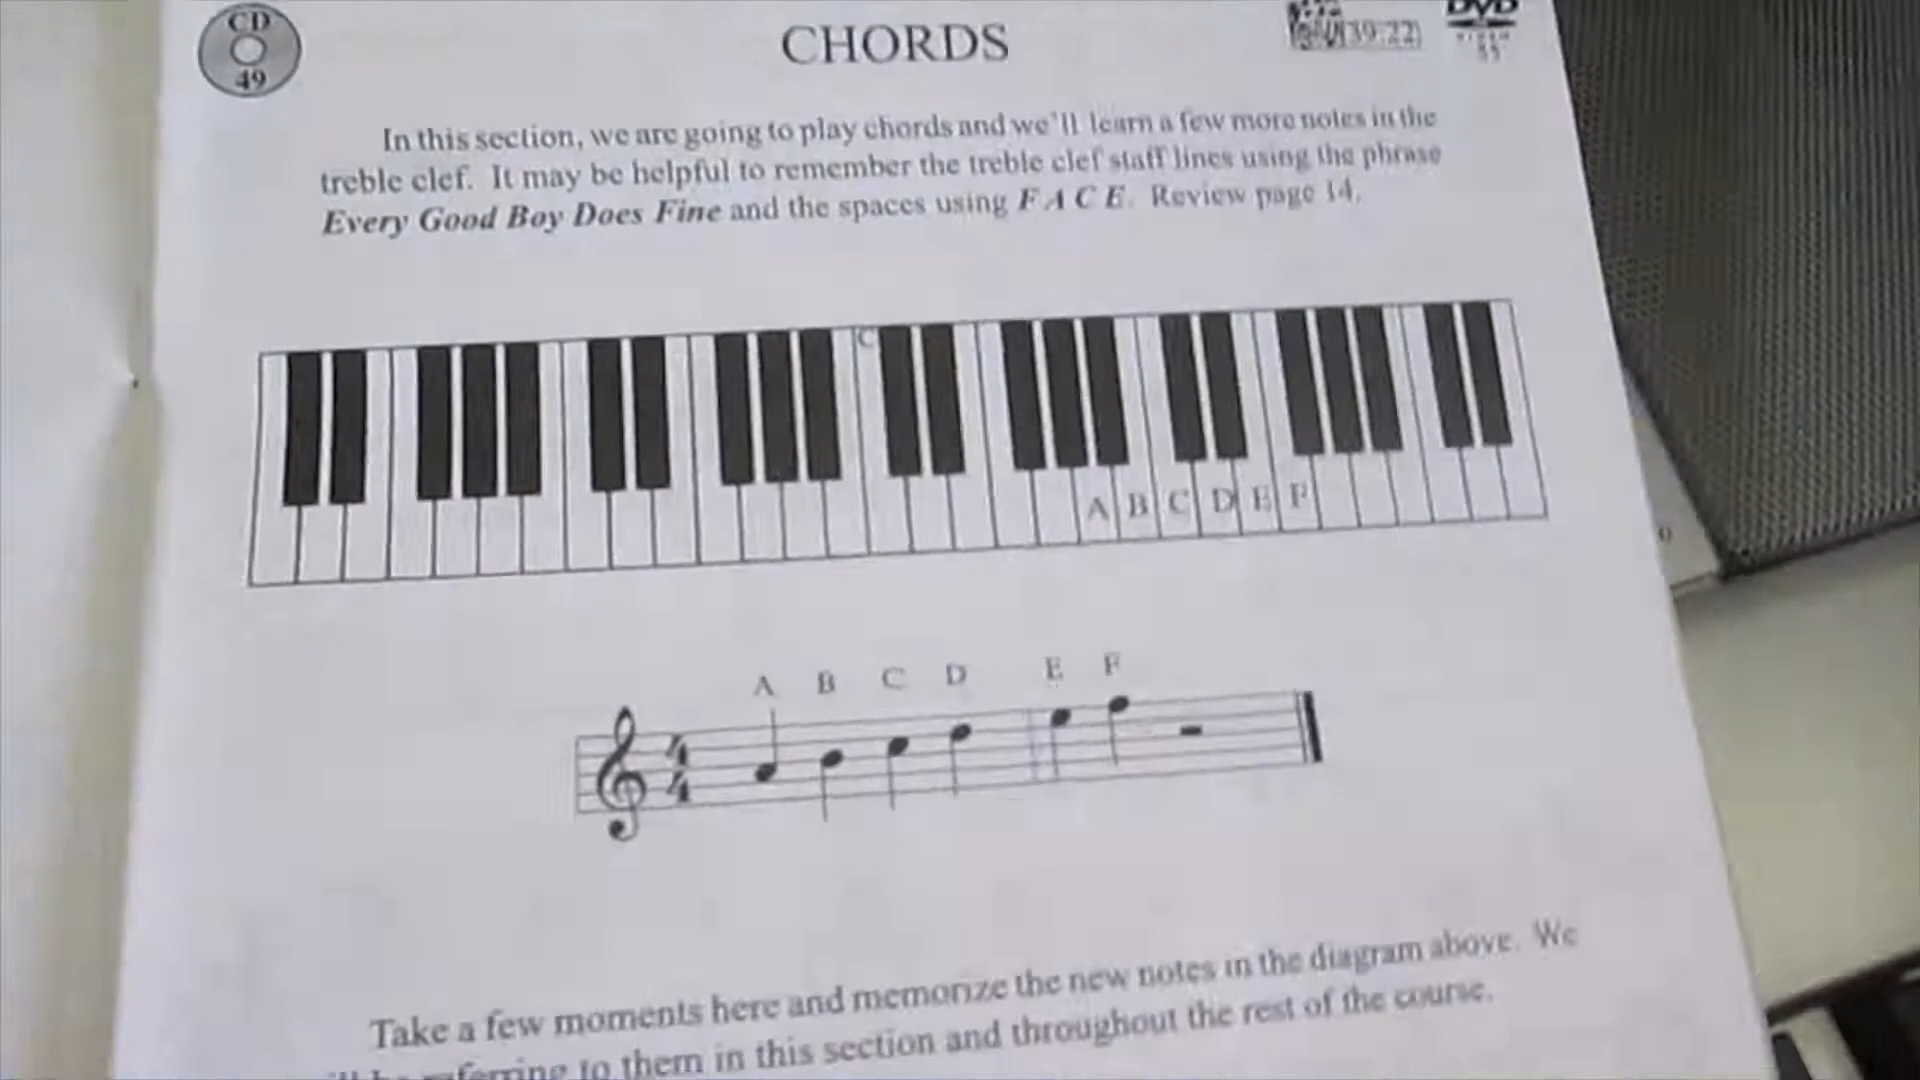 CD
49
CHORDS
(39:22)
DVD
In this section, we are going to play chords and we'll learn a few more notes in the
treble clef. It may be helpful to remember the treble clef staff lines using the phrase
Every Good Boy Does Fine and the spaces using F A C E. Review page 14.
C
A B C D E F
A B C D E F
4
4
Take a few moments here and memorize the new notes in the diagram above. We
referring to them in this section and throughout the rest of the course.